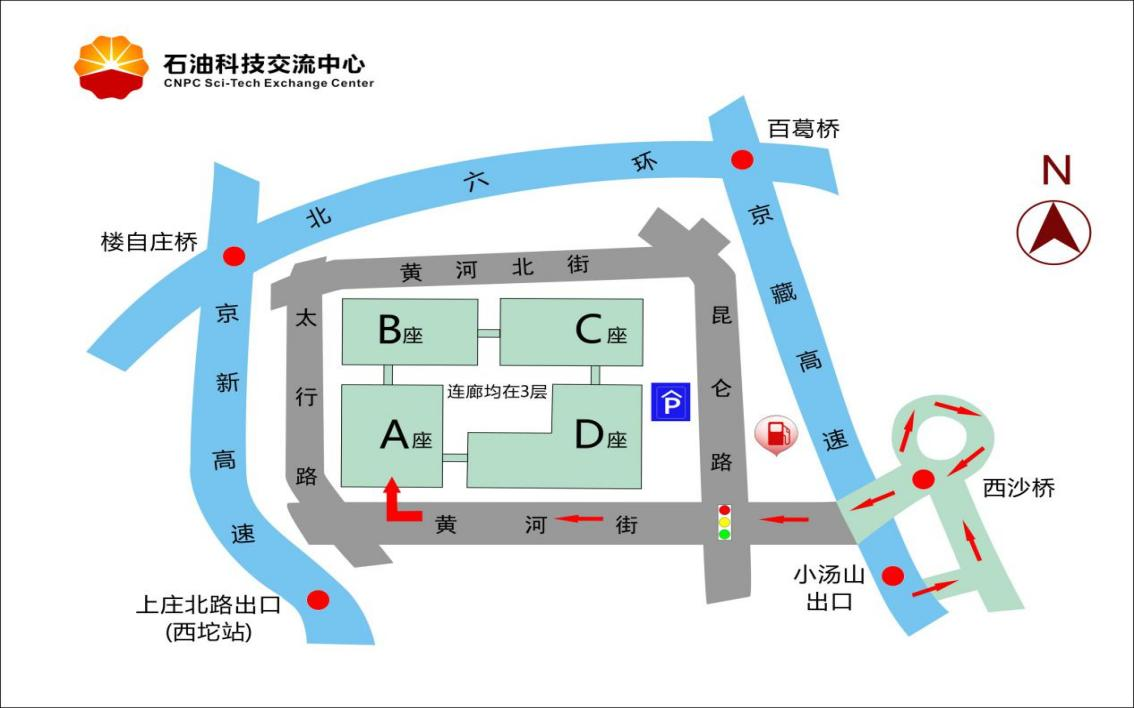 石油科技交流中心
CNPC Sci-Tech Exchange Center
百葛桥
N
北六环
楼自庄桥
京藏高速
黄河北街
京新高速
太行路
昆仑路
B座
C座
连廊均在3层
P
A座
D座
西沙桥
黄河街
小汤山
出口
上庄北路出口
(西坨站)